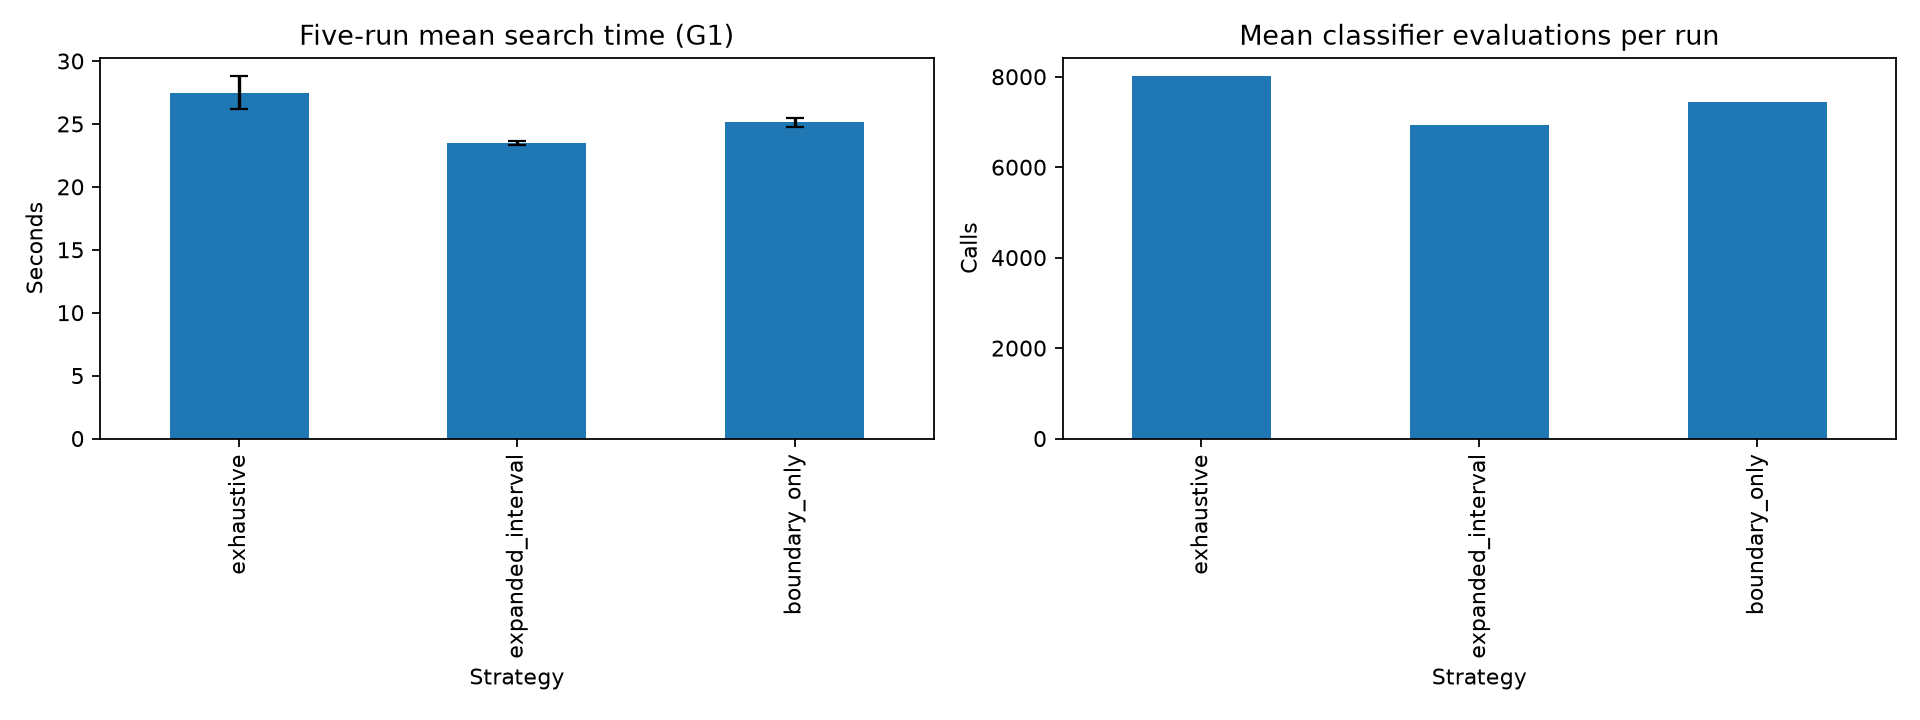 Five-run mean search time (G1)
Seconds
30
25
20
15
10
5
0
exhaustive
expanded_interval
boundary_only
Strategy
Mean classifier evaluations per run
Calls
8000
6000
4000
2000
0
exhaustive
expanded_interval
boundary_only
Strategy